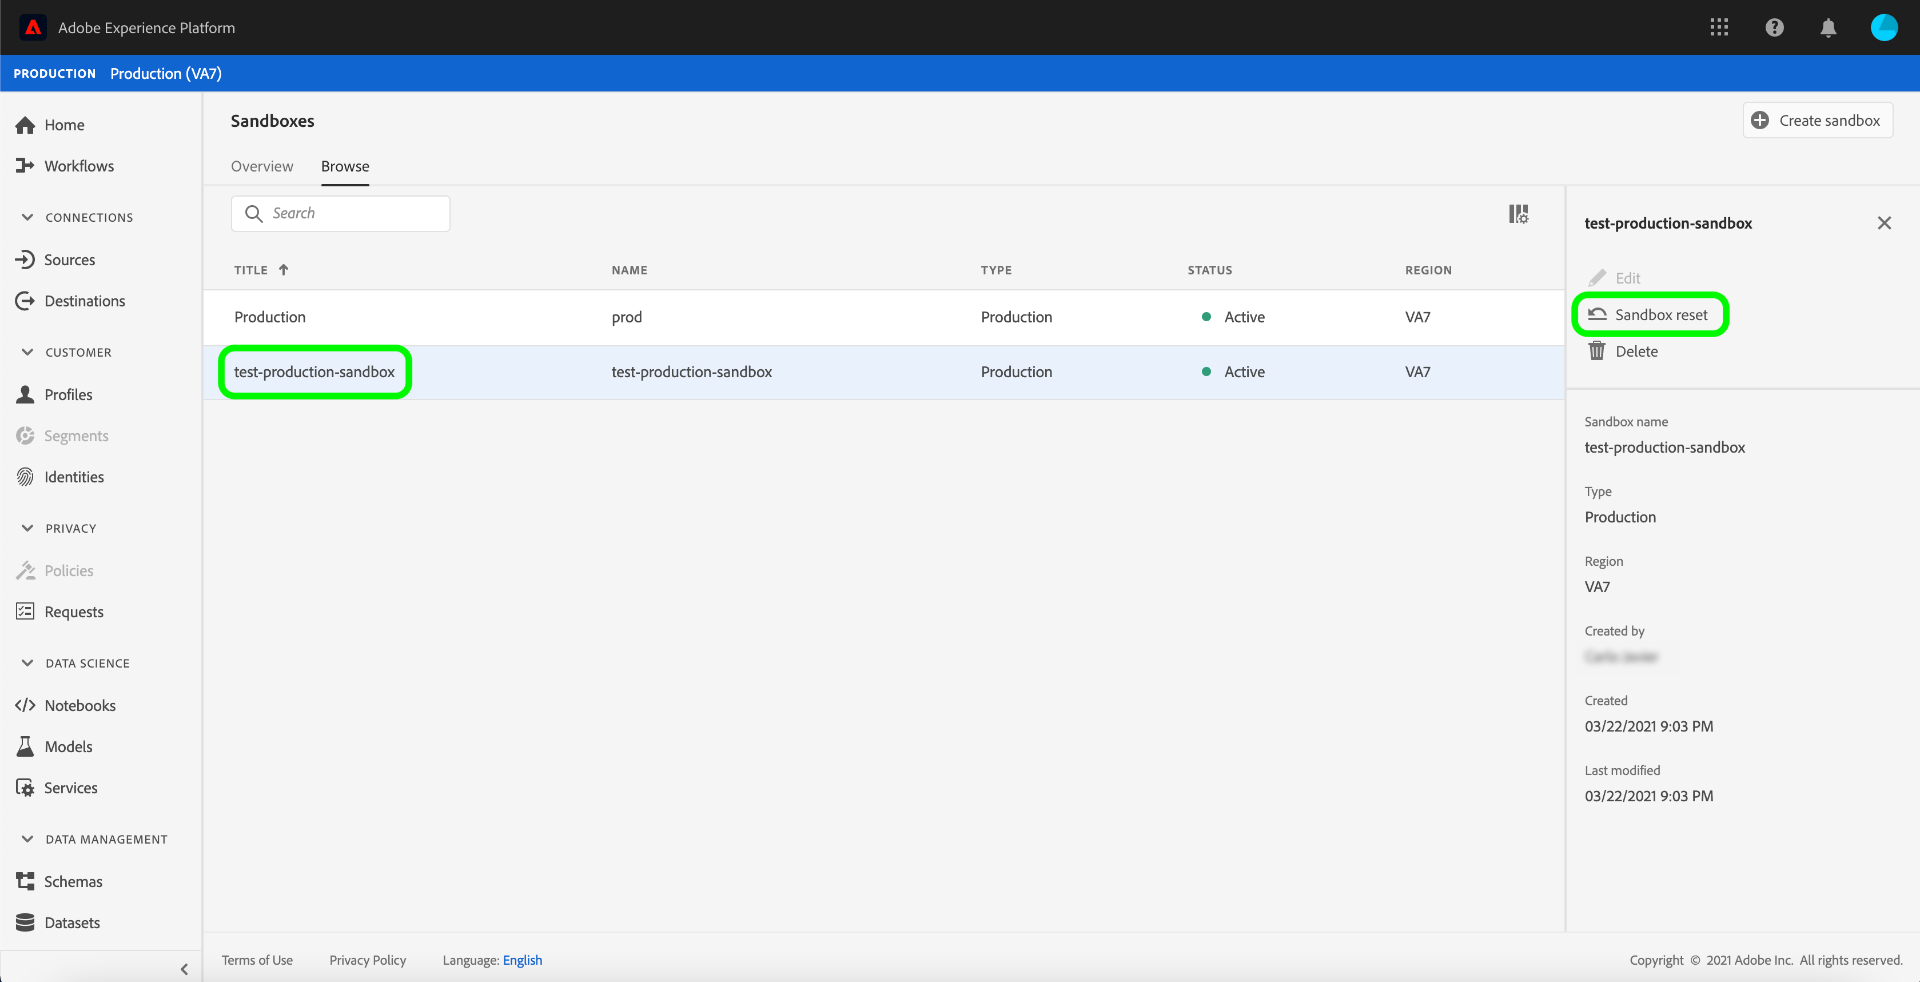 Adobe Experience Platform
PRODUCTION Production (VA7)
Home
Workflows
CONNECTIONS
Sources
Destinations
CUSTOMER
Profiles
Segments
Identities
PRIVACY
Policies
Requests
DATA SCIENCE
Notebooks
Models
Services
DATA MANAGEMENT
Schemas
Datasets
Sandboxes
Create sandbox
Overview Browse
Search
TITLE NAME TYPE STATUS REGION
Production prod Production Active VA7
test-production-sandbox test-production-sandbox Production Active VA7
test-production-sandbox
Edit
Sandbox reset
Delete
Sandbox name
test-production-sandbox
Type
Production
Region
VA7
Created by
Created
03/22/2021 9:03 PM
Last modified
03/22/2021 9:03 PM
Terms of Use Privacy Policy Language: English
Copyright © 2021 Adobe Inc. All rights reserved.